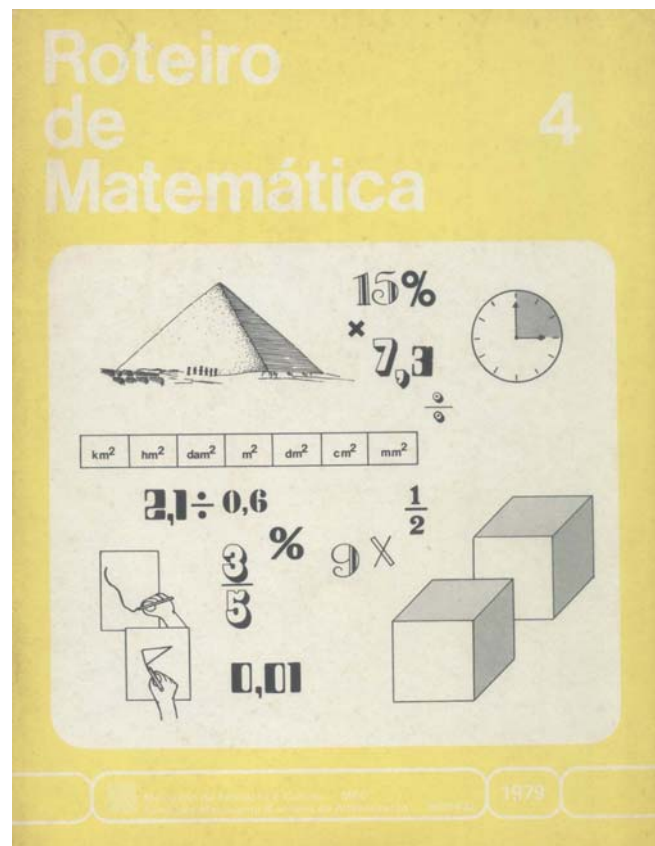 Roteiro
de
Matemática
4
15%
×
7,3
÷
km² hm² dam² m² dm² cm² mm²
2,1÷0,6
3/5
%
9 × 1/2
0,01
1979